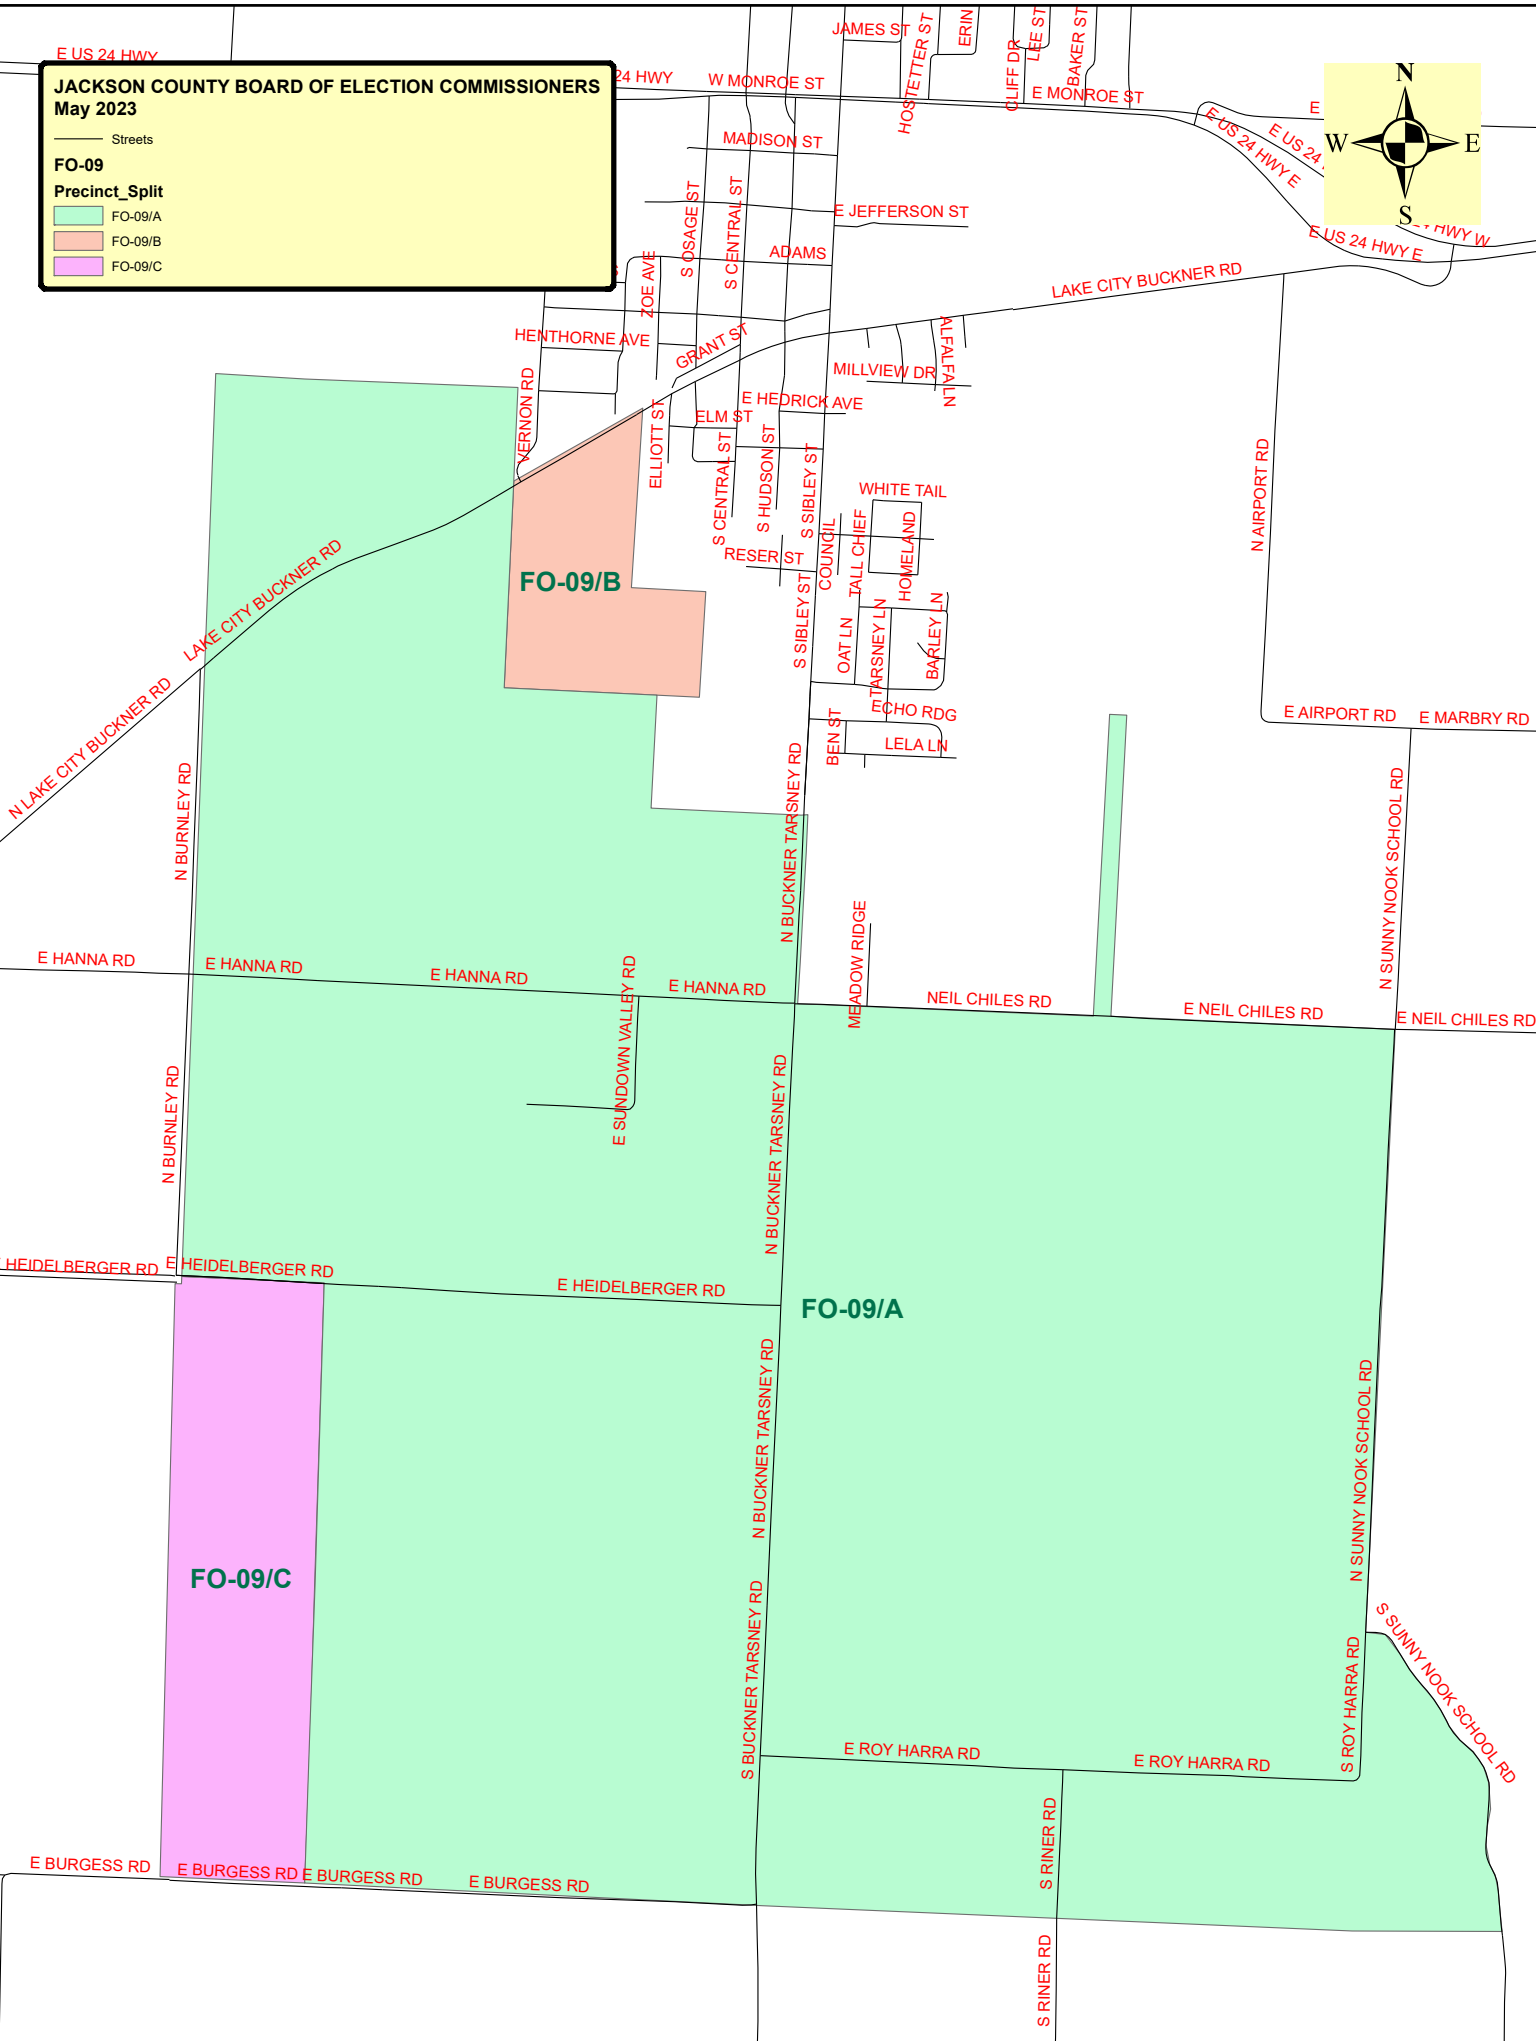 E US 24 HWY
JACKSON COUNTY BOARD OF ELECTION COMMISSIONERS
May 2023
Streets
FO-09
Precinct_Split
FO-09/A
FO-09/B
FO-09/C
N
W
E
S
24 HWY
W MONROE ST
JAMES ST
HOSTETTER ST
ERIN
CLIFF DR
LEE ST
BAKER ST
E MONROE ST
E
E US 24 HWY E
E US 24
HWY W
E US 24 HWY E
MADISON ST
S OSAGE ST
S CENTRAL ST
E JEFFERSON ST
ADAMS
ZOE AVE
LAKE CITY BUCKNER RD
HENTHORNE AVE
GRANT ST
ALFALFA LN
MILLVIEW DR
VERNON RD
E HEDRICK AVE
ELM ST
ELLIOTT ST
S CENTRAL ST
S HUDSON ST
S SIBLEY ST
N AIRPORT RD
WHITE TAIL
COUNCIL
TALL CHIEF
HOMELAND
RESER ST
LAKE CITY BUCKNER RD
FO-09/B
S SIBLEY ST
OAT LN
TARSNEY LN
BARLEY LN
N LAKE CITY BUCKNER RD
ECHO RDG
BEN ST
LELA LN
E AIRPORT RD
E MARBRY RD
N BURNLEY RD
N BUCKNER TARSNEY RD
N SUNNY NOOK SCHOOL RD
MEADOW RIDGE
E HANNA RD
E HANNA RD
E HANNA RD
E HANNA RD
NEIL CHILES RD
E NEIL CHILES RD
E NEIL CHILES RD
E SUNDOWN VALLEY RD
N BURNLEY RD
N BUCKNER TARSNEY RD
HEIDELBERGER RD
E HEIDELBERGER RD
E HEIDELBERGER RD
FO-09/A
N BUCKNER TARSNEY RD
N SUNNY NOOK SCHOOL RD
FO-09/C
S BUCKNER TARSNEY RD
S SUNNY NOOK SCHOOL RD
S ROY HARRA RD
E ROY HARRA RD
E ROY HARRA RD
S RINER RD
E BURGESS RD
E BURGESS RD
E BURGESS RD
E BURGESS RD
S RINER RD